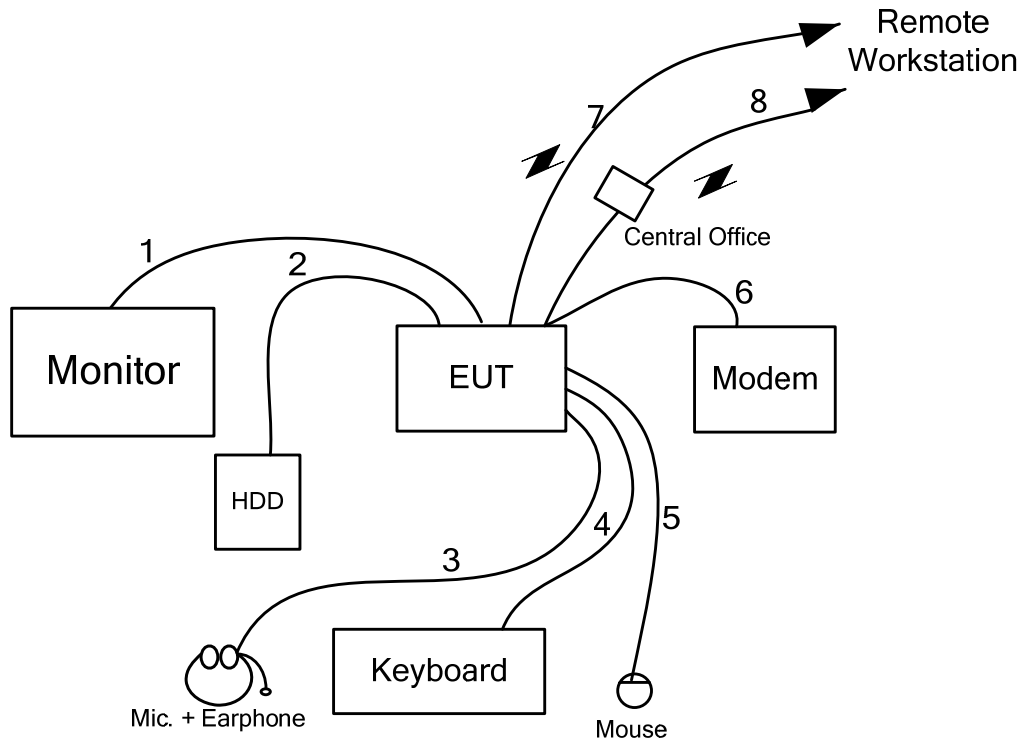 Remote
Workstation
7
8
Central Office
1
2
6
Monitor
EUT
Modem
HDD
3
4
5
Keyboard
Mic. + Earphone
Mouse